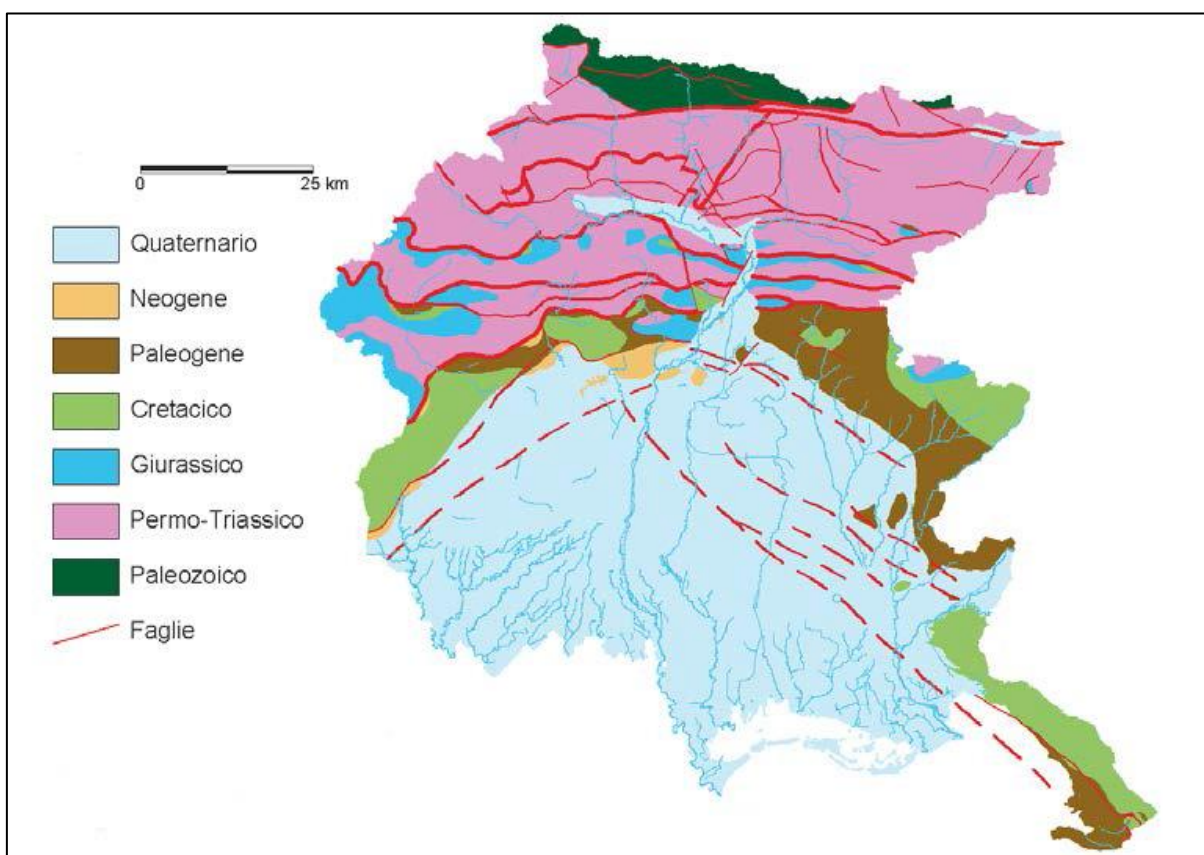 0
25 km
Quaternario
Neogene
Paleogene
Cretacico
Giurassico
Permo-Triassico
Paleozoico
Faglie